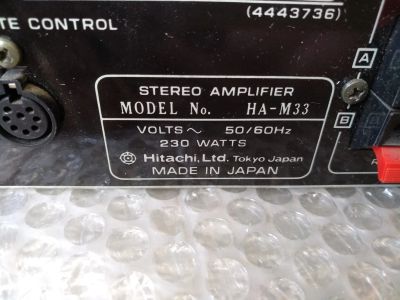 (4443736)
TE CONTROL
STEREO AMPLIFIER
MODEL No. HA-M33
VOLTS～ 50/60Hz
230 WATTS
Hitachi, Ltd. Tokyo Japan
MADE IN JAPAN
A
B
R